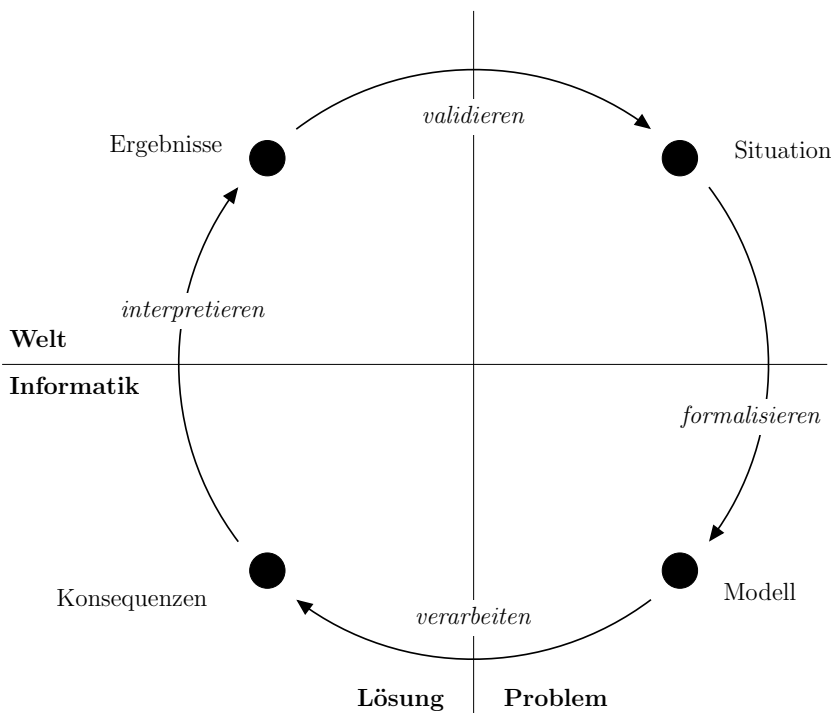 validieren
Ergebnisse
Situation
interpretieren
Welt
Informatik
formalisieren
Konsequenzen
Modell
verarbeiten
Lösung
Problem